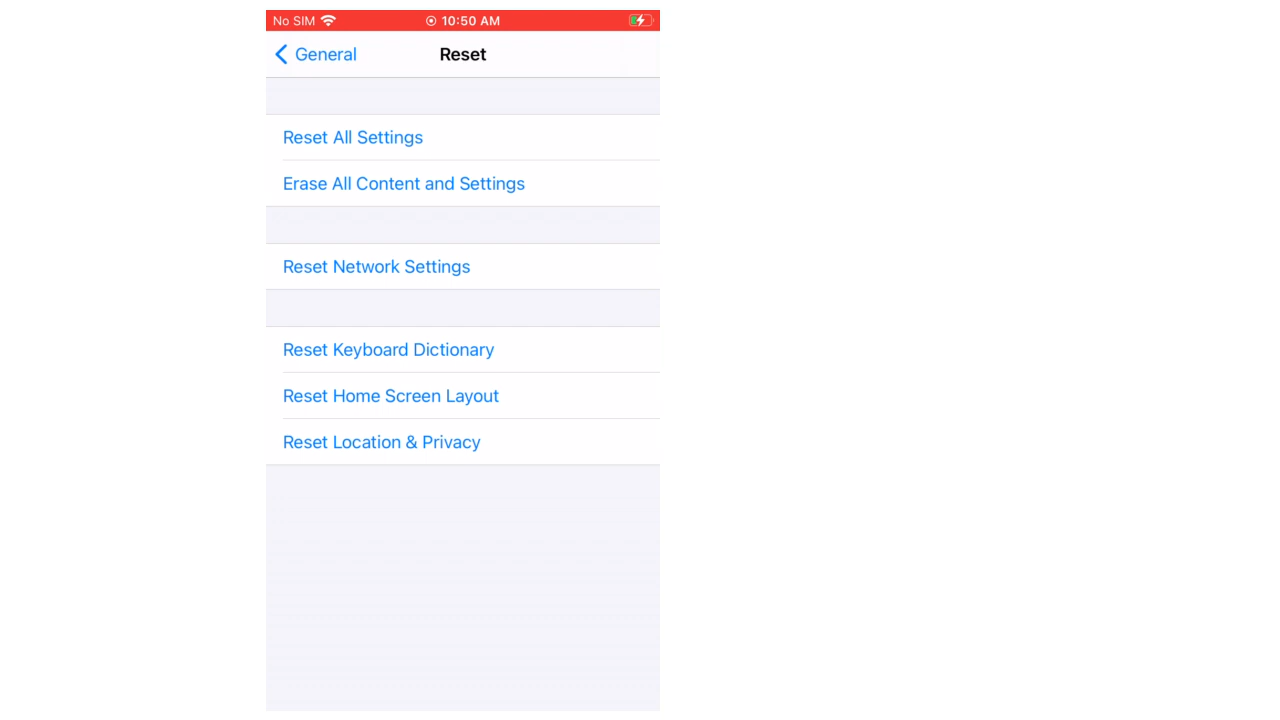 No SIM 10:50 AM
General Reset
Reset All Settings
Erase All Content and Settings
Reset Network Settings
Reset Keyboard Dictionary
Reset Home Screen Layout
Reset Location & Privacy